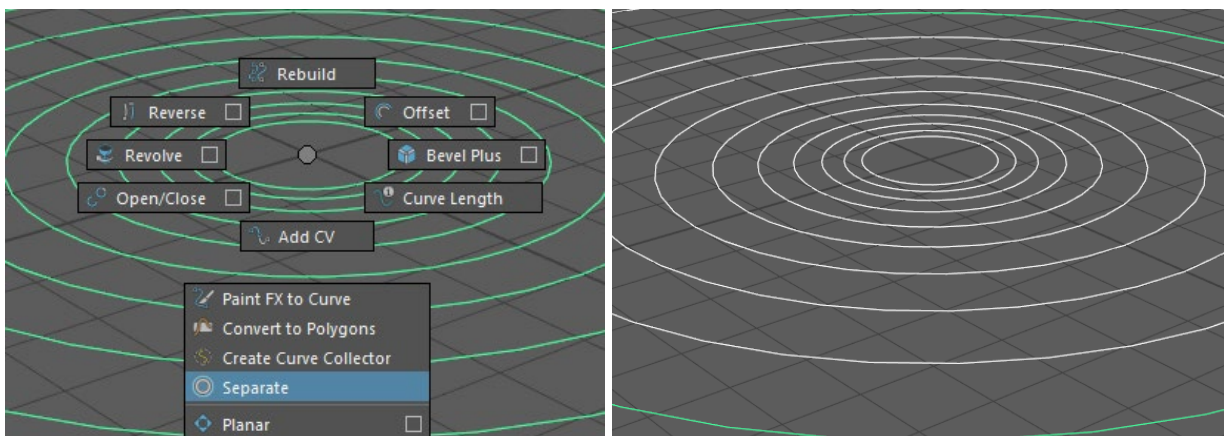 Rebuild
Reverse
Offset
Revolve
Bevel Plus
Open/Close
Curve Length
Add CV
Paint FX to Curve
Convert to Polygons
Create Curve Collector
Separate
Planar